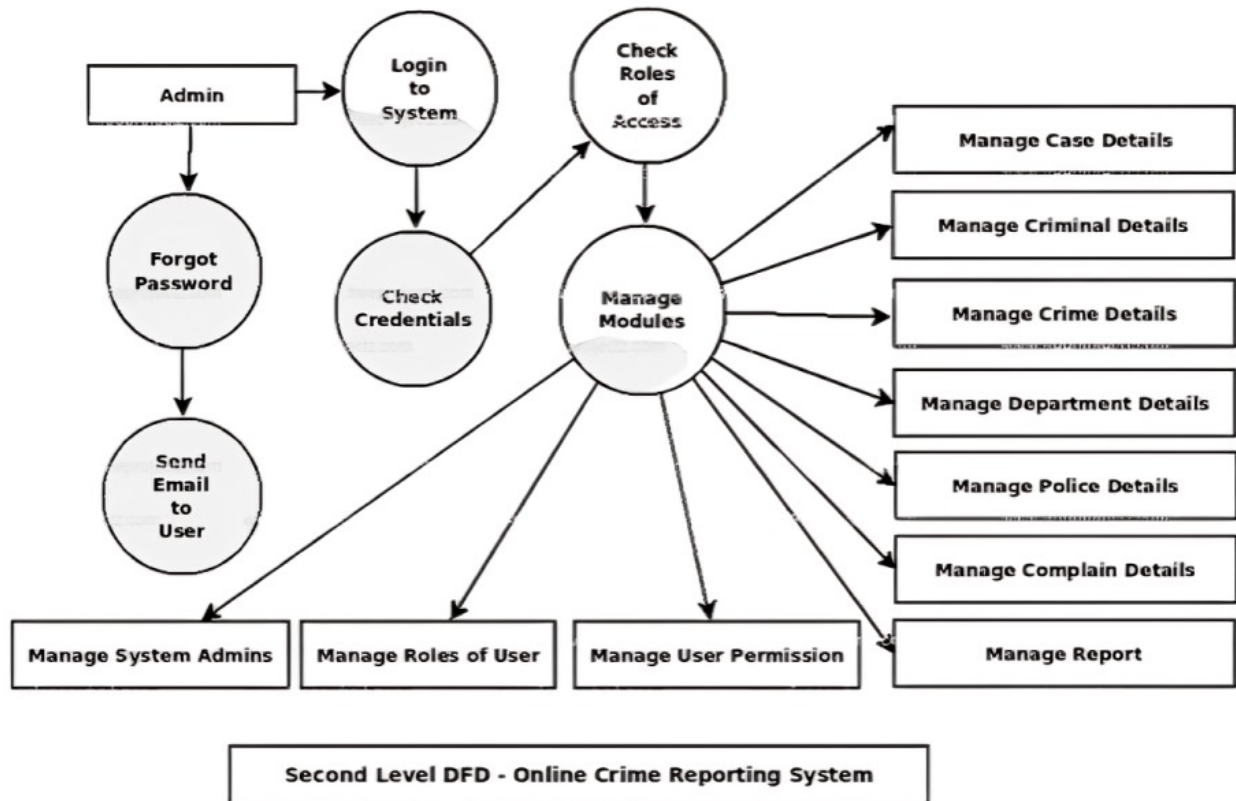 Admin
Login
to
System
Check
Roles
of
Access
Manage Case Details
Manage Criminal Details
Forgot
Password
Check
Credentials
Manage
Modules
Manage Crime Details
Manage Department Details
Send
Email
to
User
Manage Police Details
Manage Complain Details
Manage System Admins
Manage Roles of User
Manage User Permission
Manage Report
Second Level DFD - Online Crime Reporting System